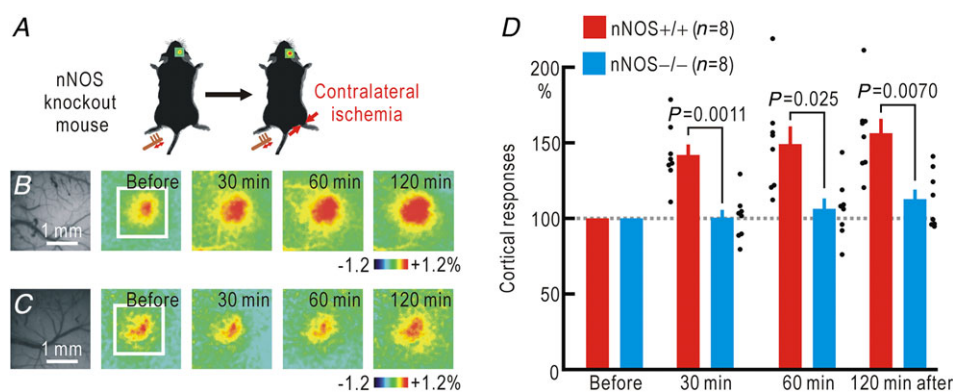 A
nNOS
knockout
mouse
Contralateral
ischemia
B
Before
30 min
60 min
120 min
1 mm
-1.2
+1.2%
C
Before
30 min
60 min
120 min
1 mm
-1.2
+1.2%
D
nNOS+/+ (n=8)
nNOS−/− (n=8)
200
%
150
100
50
0
Cortical responses
P=0.0011
P=0.025
P=0.0070
Before
30 min
60 min
120 min after